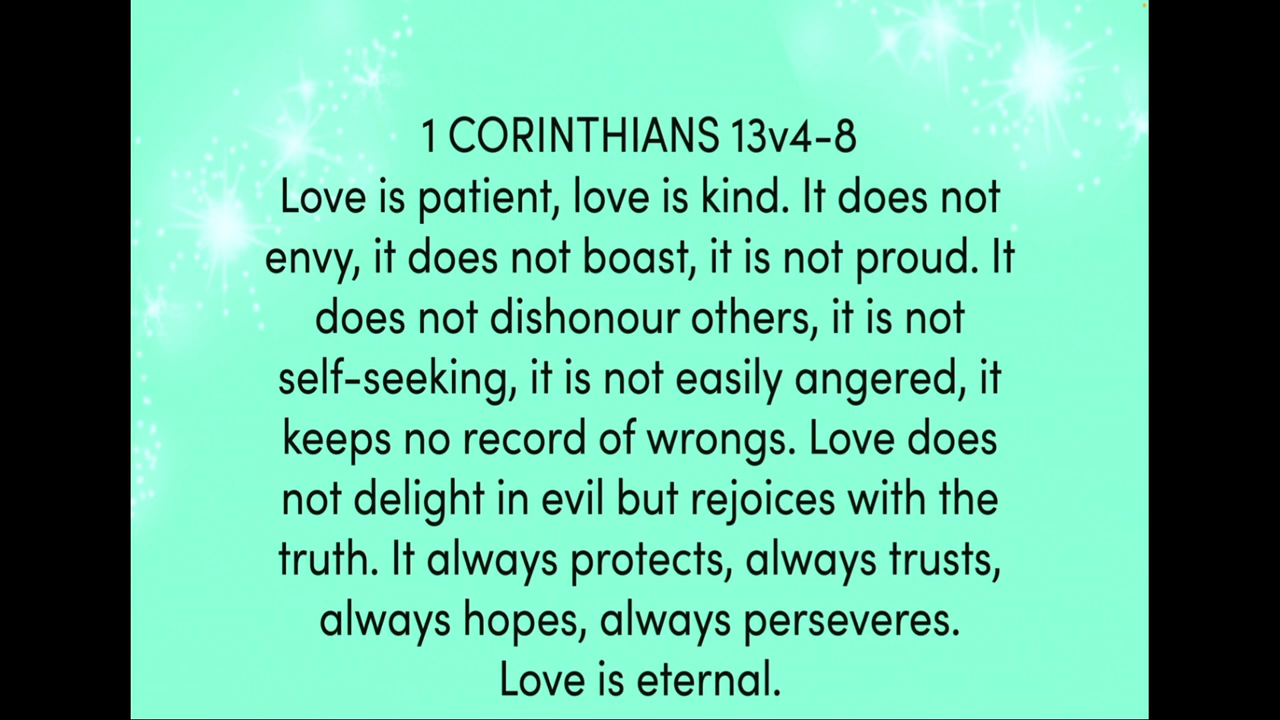 1 CORINTHIANS 13v4-8
Love is patient, love is kind. It does not
envy, it does not boast, it is not proud. It
does not dishonour others, it is not
self-seeking, it is not easily angered, it
keeps no record of wrongs. Love does
not delight in evil but rejoices with the
truth. It always protects, always trusts,
always hopes, always perseveres.
Love is eternal.